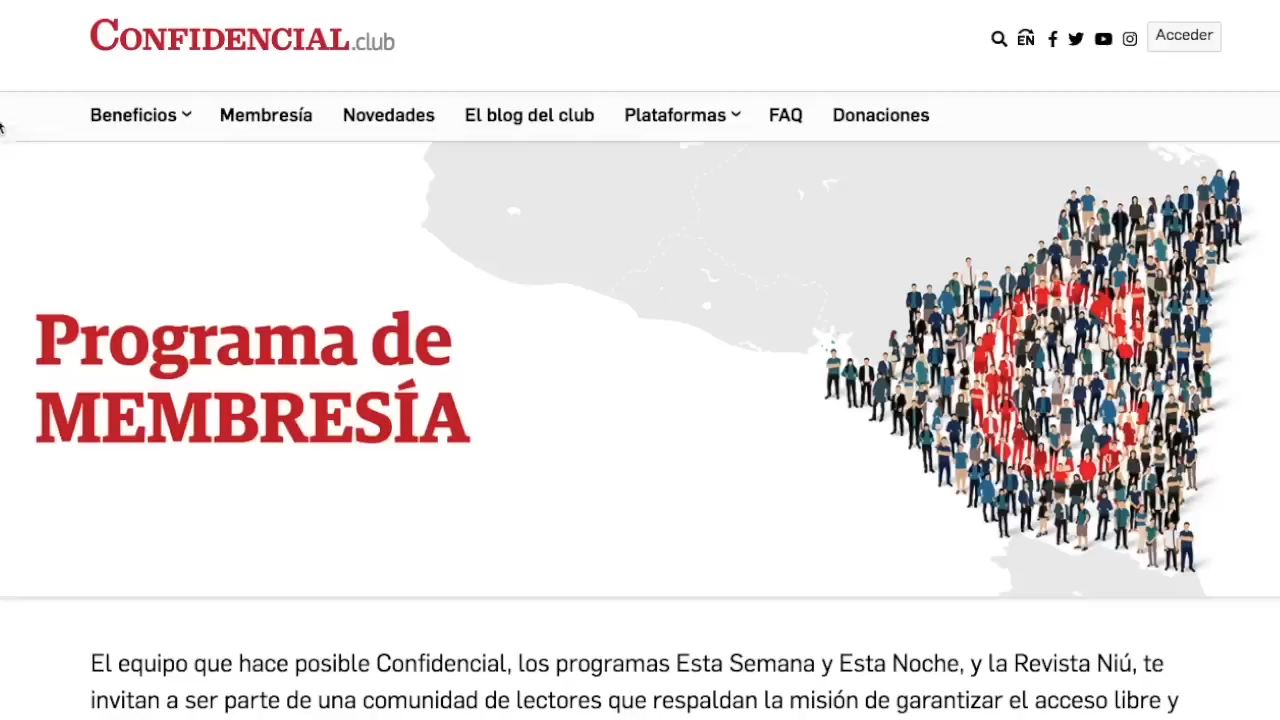 CONFIDENCIAL.club
EN
Acceder
Beneficios Membresía Novedades El blog del club Plataformas FAQ Donaciones
Programa de
MEMBRESÍA
El equipo que hace posible Confidencial, los programas Esta Semana y Esta Noche, y la Revista Niú, te
invitan a ser parte de una comunidad de lectores que respaldan la misión de garantizar el acceso libre y